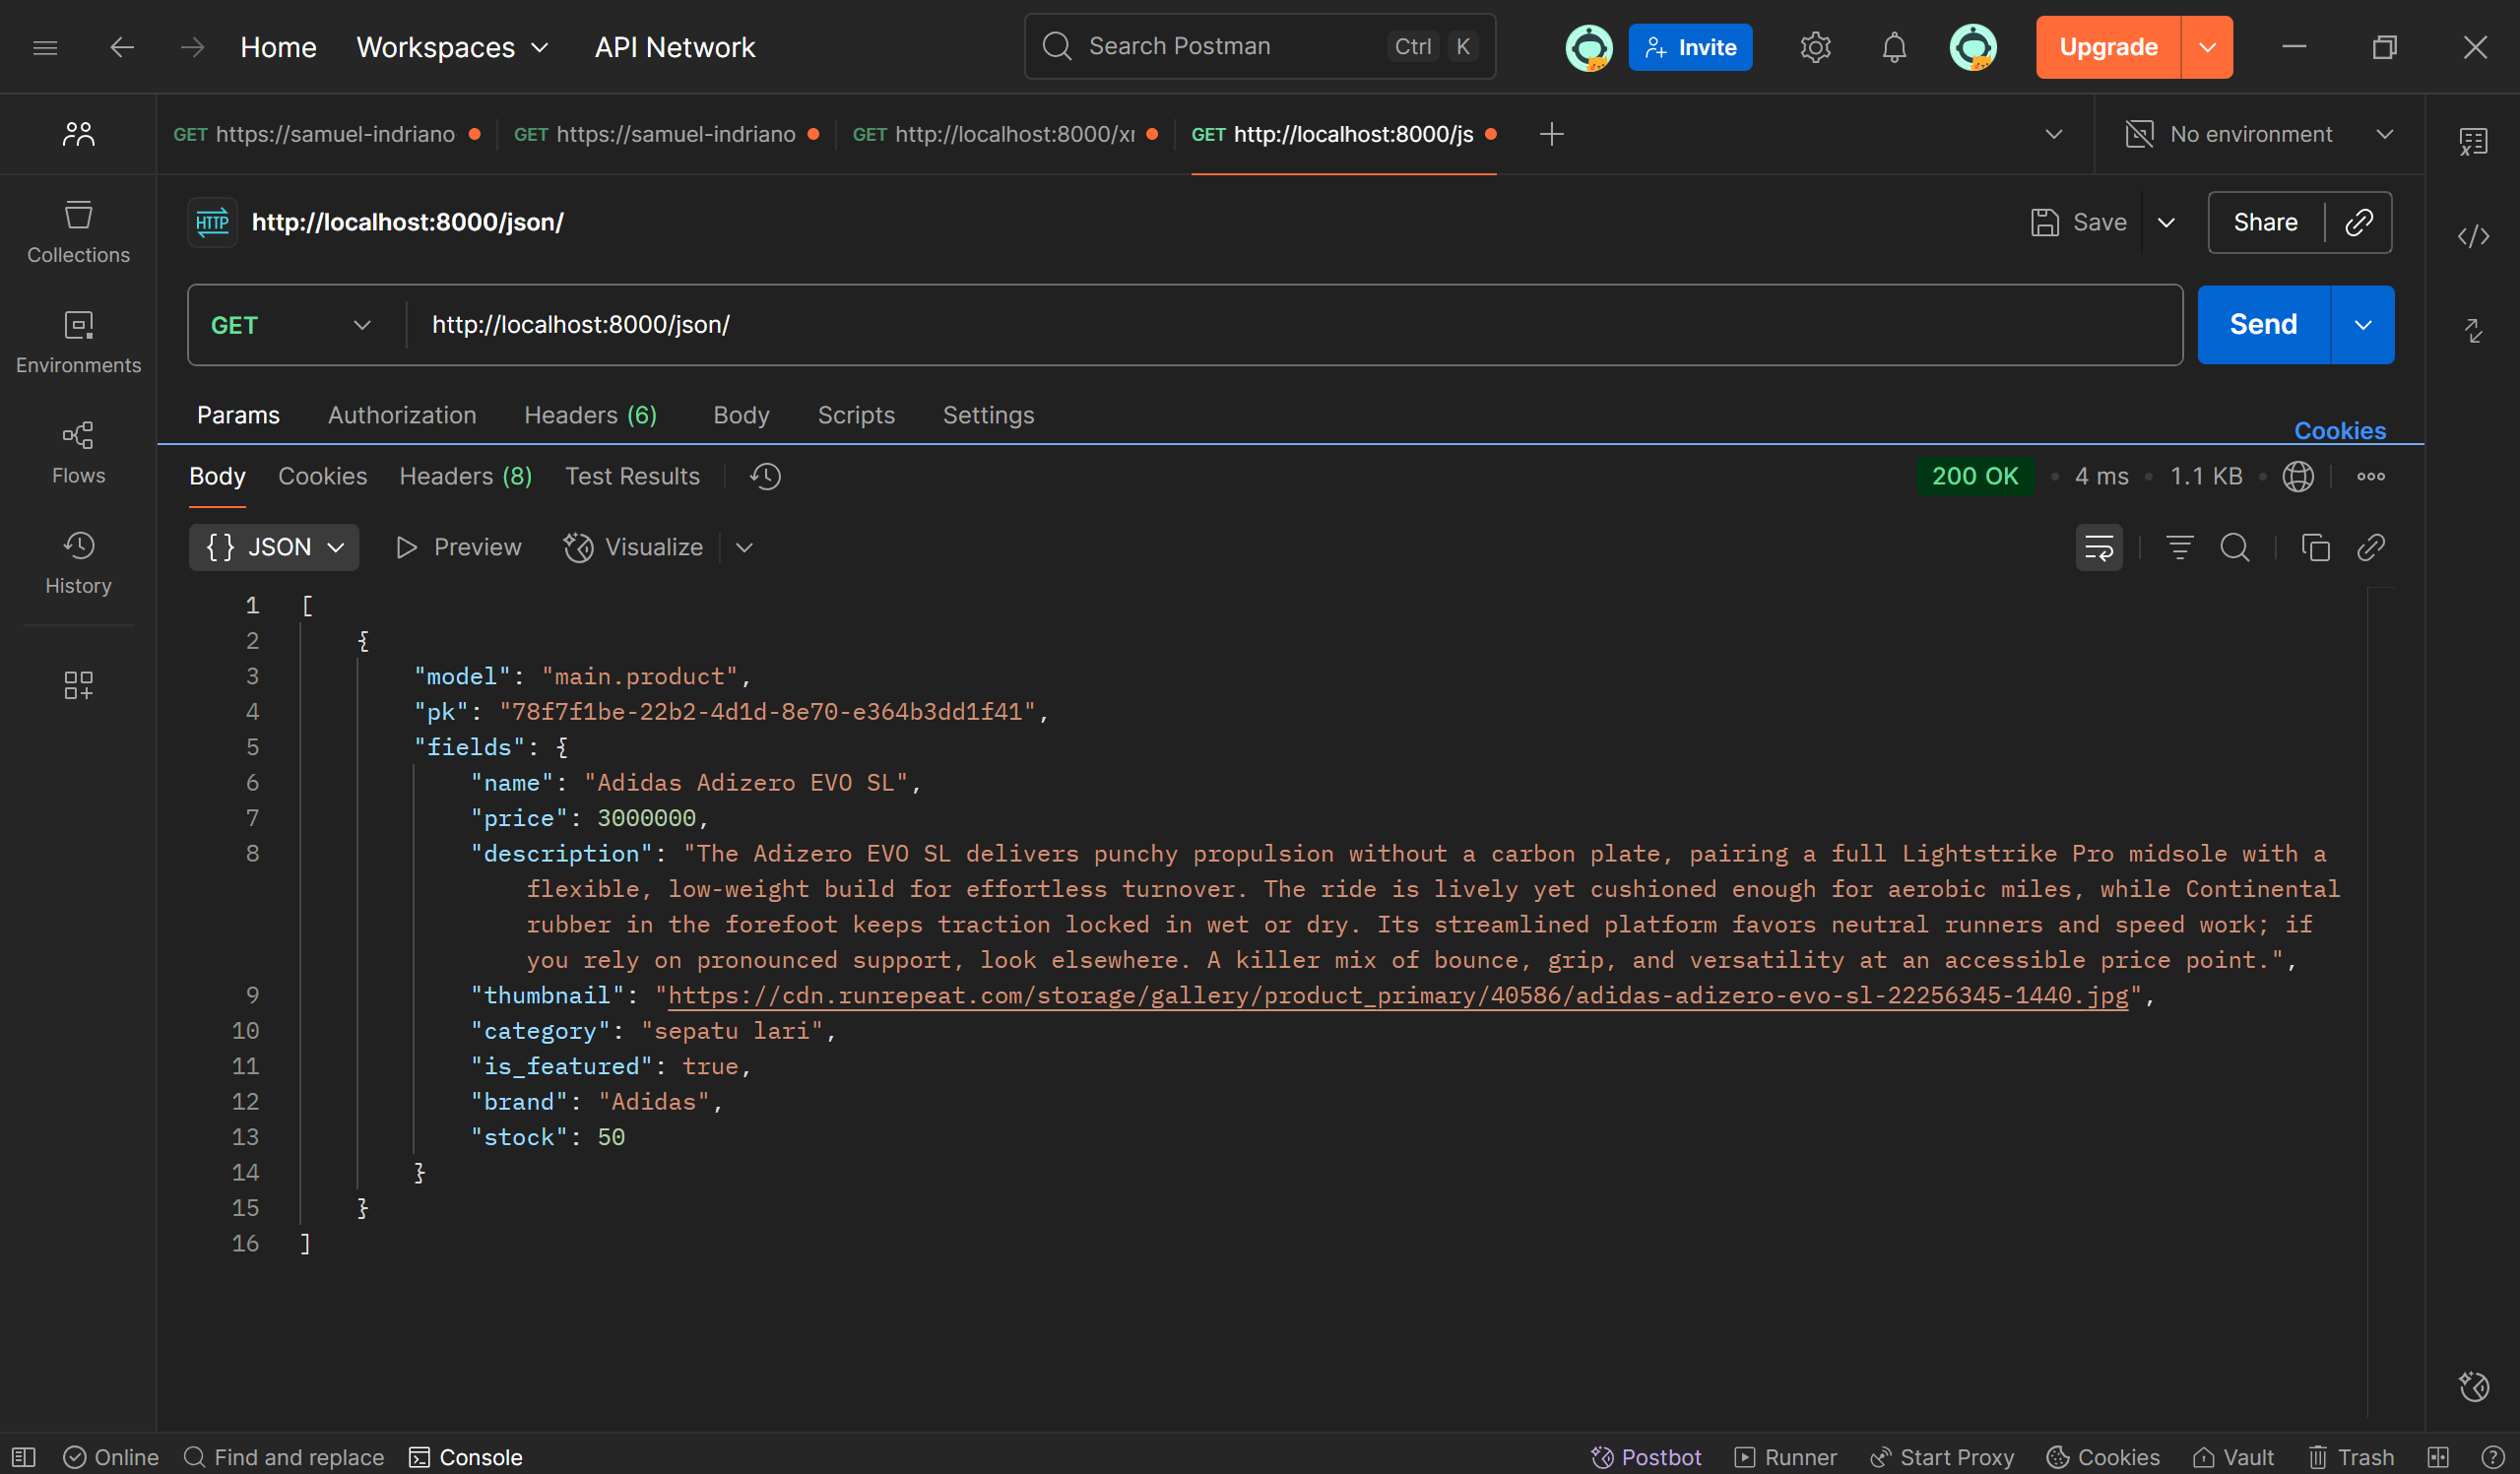 Home Workspaces API Network Search Postman Ctrl K Invite Upgrade
GET https://samuel-indriano GET https://samuel-indriano GET http://localhost:8000/xr GET http://localhost:8000/js No environment
HTTP http://localhost:8000/json/ Save Share
Collections
GET http://localhost:8000/json/ Send
Environments
Params Authorization Headers (6) Body Scripts Settings Cookies
Flows
Body Cookies Headers (8) Test Results 200 OK 4 ms 1.1 KB
{} JSON Preview Visualize
History
1 [
2 {
3 "model": "main.product",
4 "pk": "78f7f1be-22b2-4d1d-8e70-e364b3dd1f41",
5 "fields": {
6 "name": "Adidas Adizero EVO SL",
7 "price": 3000000,
8 "description": "The Adizero EVO SL delivers punchy propulsion without a carbon plate, pairing a full Lightstrike Pro midsole with a
flexible, low-weight build for effortless turnover. The ride is lively yet cushioned enough for aerobic miles, while Continental
rubber in the forefoot keeps traction locked in wet or dry. Its streamlined platform favors neutral runners and speed work; if
you rely on pronounced support, look elsewhere. A killer mix of bounce, grip, and versatility at an accessible price point.",
9 "thumbnail": "https://cdn.runrepeat.com/storage/gallery/product_primary/40586/adidas-adizero-evo-sl-22256345-1440.jpg",
10 "category": "sepatu lari",
11 "is_featured": true,
12 "brand": "Adidas",
13 "stock": 50
14 }
15 }
16 ]
Online Find and replace Console Postbot Runner Start Proxy Cookies Vault Trash